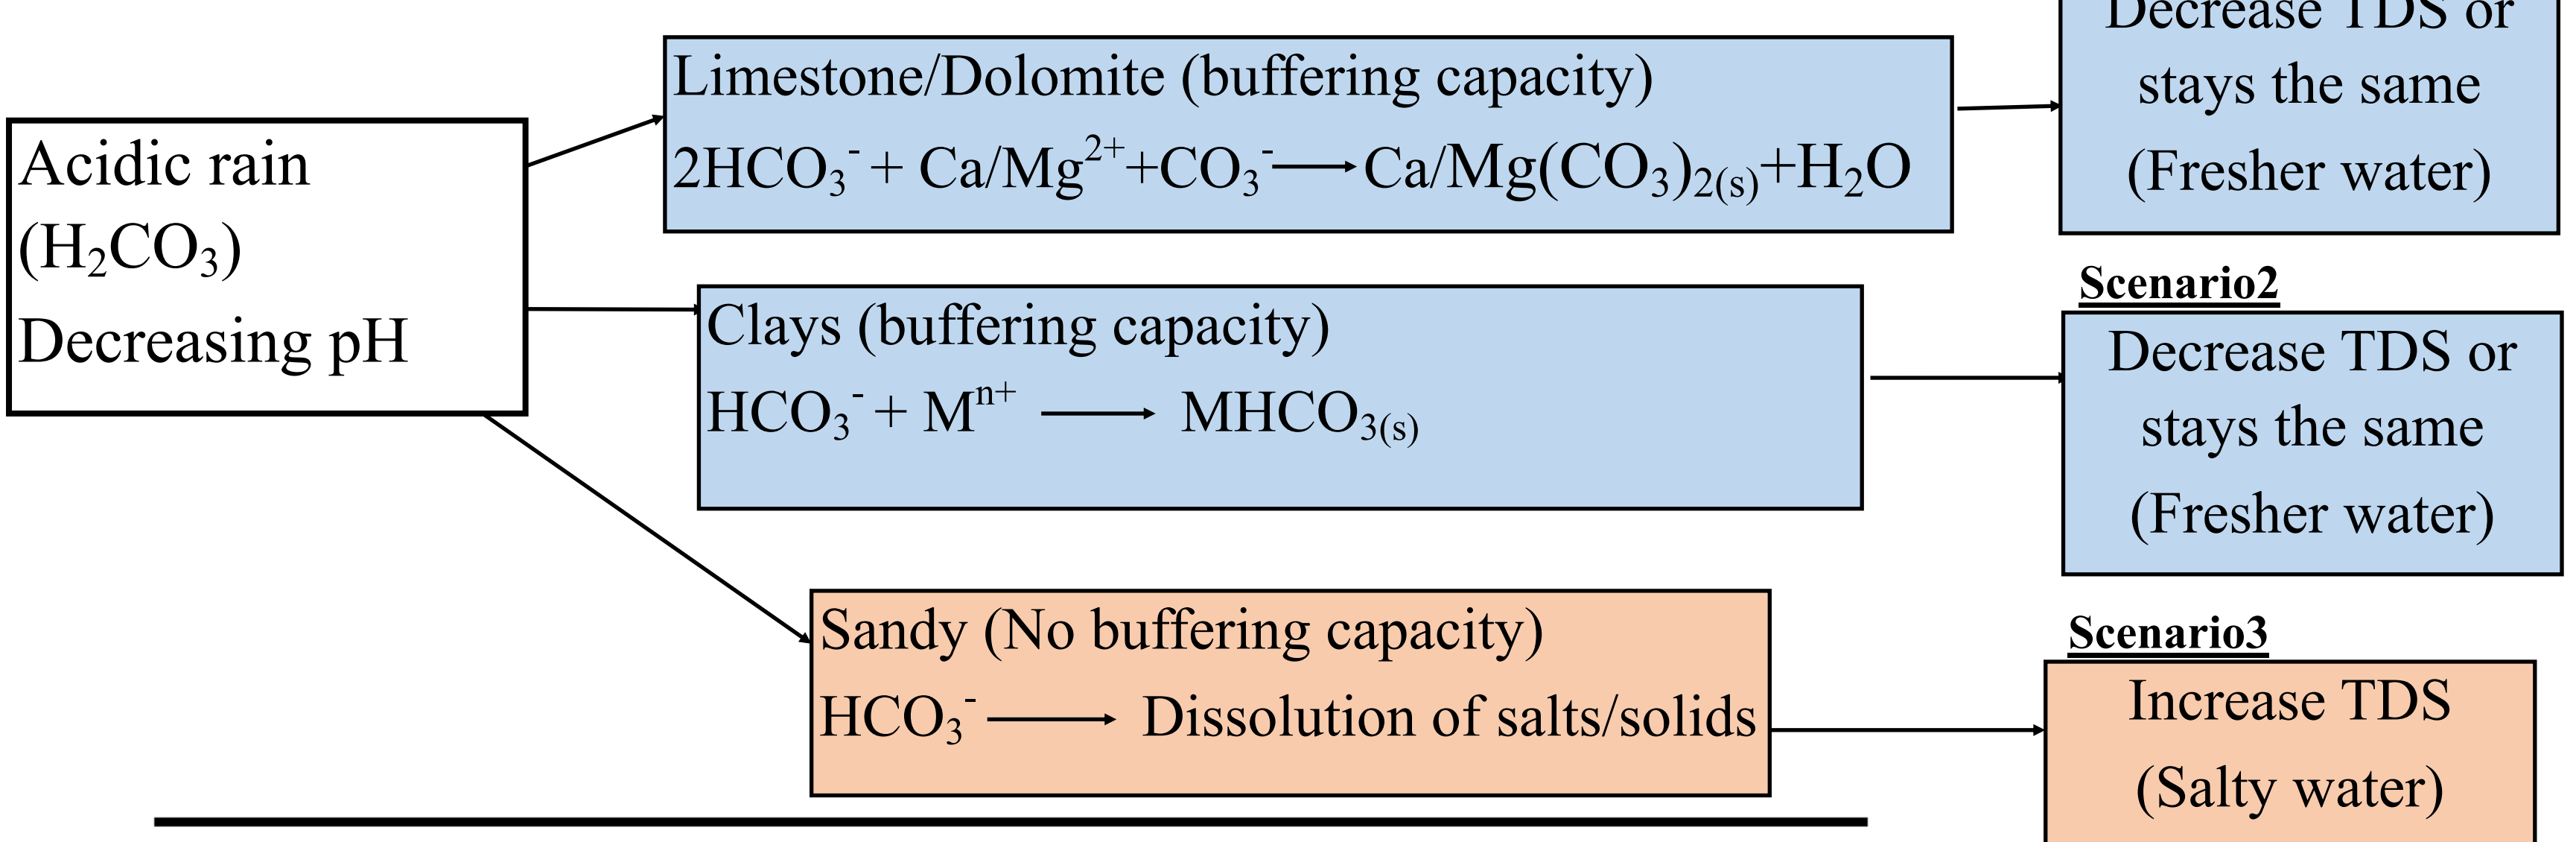 Acidic rain
(H₂CO₃)
Decreasing pH
Limestone/Dolomite (buffering capacity)
2HCO₃⁻ + Ca/Mg²⁺+CO₃⁻⟶Ca/Mg(CO₃)₂₍ₛ₎+H₂O
Decrease TDS or
stays the same
(Fresher water)
Clays (buffering capacity)
HCO₃⁻ + Mⁿ⁺ ⟶ MHCO₃₍ₛ₎
Scenario2
Decrease TDS or
stays the same
(Fresher water)
Sandy (No buffering capacity)
HCO₃⁻ ⟶ Dissolution of salts/solids
Scenario3
Increase TDS
(Salty water)